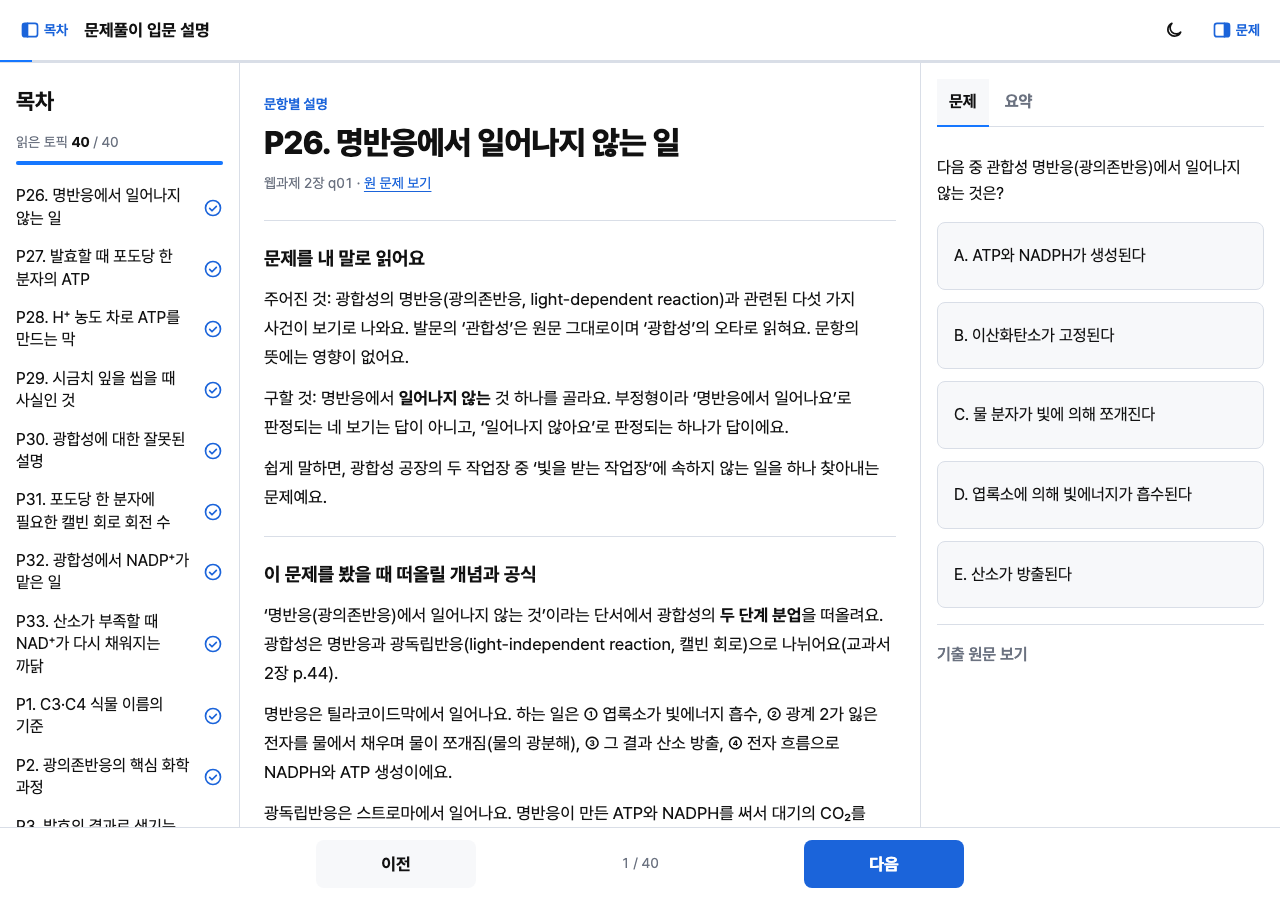 목차
문제풀이 입문 설명
문제
목차
읽은 토픽 40 / 40
P26. 명반응에서 일어나지
않는 일
P27. 발효할 때 포도당 한
분자의 ATP
P28. H⁺ 농도 차로 ATP를
만드는 막
P29. 시금치 잎을 씹을 때
사실인 것
P30. 광합성에 대한 잘못된
설명
P31. 포도당 한 분자에
필요한 캘빈 회로 회전 수
P32. 광합성에서 NADP⁺가
맡은 일
P33. 산소가 부족할 때
NAD⁺가 다시 채워지는
까닭
P1. C3·C4 식물 이름의
기준
P2. 광의존반응의 핵심 화학
과정
P3. 발효의 결과로 생기는
문항별 설명
P26. 명반응에서 일어나지 않는 일
웹과제 2장 q01 · 원 문제 보기
문제를 내 말로 읽어요
주어진 것: 광합성의 명반응(광의존반응, light-dependent reaction)과 관련된 다섯 가지
사건이 보기로 나와요. 발문의 ‘관합성’은 원문 그대로이며 ‘광합성’의 오타로 읽혀요. 문항의
뜻에는 영향이 없어요.
구할 것: 명반응에서 일어나지 않는 것 하나를 골라요. 부정형이라 ‘명반응에서 일어나요’로
판정되는 네 보기는 답이 아니고, ‘일어나지 않아요’로 판정되는 하나가 답이에요.
쉽게 말하면, 광합성 공장의 두 작업장 중 ‘빛을 받는 작업장’에 속하지 않는 일을 하나 찾아내는
문제예요.
이 문제를 봤을 때 떠올릴 개념과 공식
‘명반응(광의존반응)에서 일어나지 않는 것’이라는 단서에서 광합성의 두 단계 분업을 떠올려요.
광합성은 명반응과 광독립반응(light-independent reaction, 캘빈 회로)으로 나뉘어요(교과서
2장 p.44).
명반응은 틸라코이드막에서 일어나요. 하는 일은 ① 엽록소가 빛에너지 흡수, ② 광계 2가 잃은
전자를 물에서 채우며 물이 쪼개짐(물의 광분해), ③ 그 결과 산소 방출, ④ 전자 흐름으로
NADPH와 ATP 생성이에요.
광독립반응은 스트로마에서 일어나요. 명반응이 만든 ATP와 NADPH를 써서 대기의 CO₂를
문제
요약
다음 중 관합성 명반응(광의존반응)에서 일어나지
않는 것은?
A. ATP와 NADPH가 생성된다
B. 이산화탄소가 고정된다
C. 물 분자가 빛에 의해 쪼개진다
D. 엽록소에 의해 빛에너지가 흡수된다
E. 산소가 방출된다
기출 원문 보기
이전
1 / 40
다음